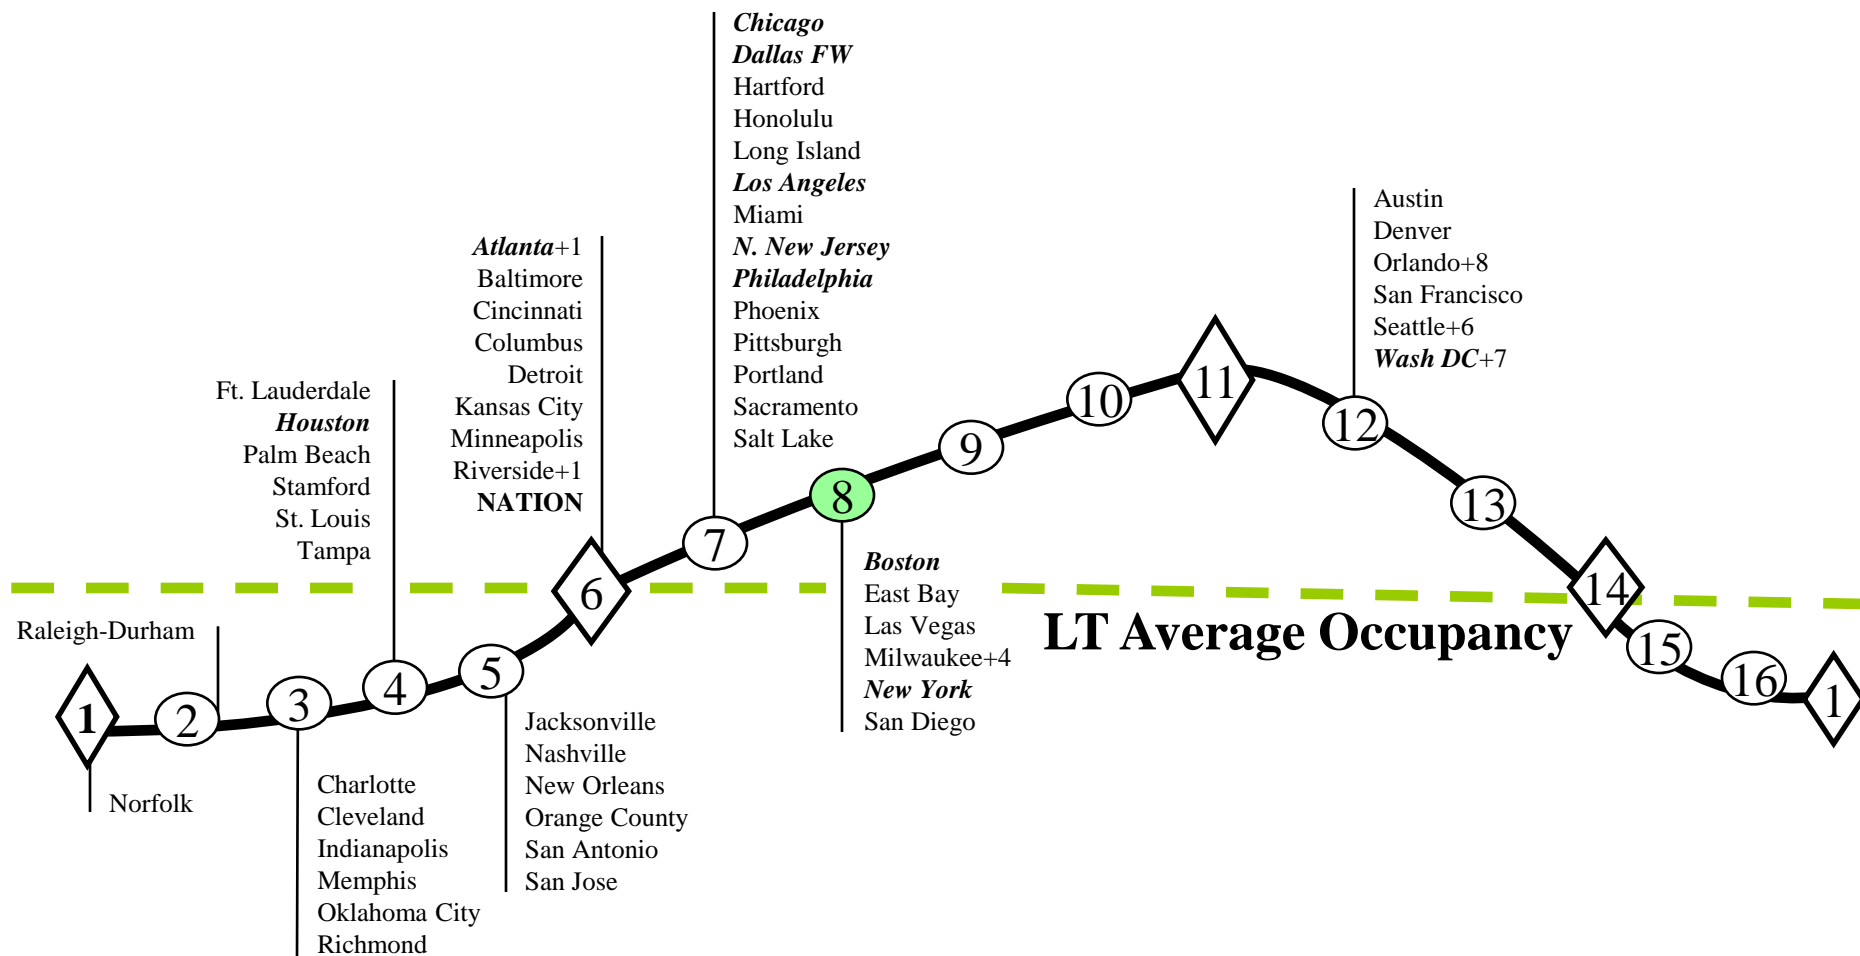 Chicago
Dallas FW
Hartford
Honolulu
Long Island
Los Angeles
Miami
N. New Jersey
Philadelphia
Phoenix
Pittsburgh
Portland
Sacramento
Salt Lake
Austin
Denver
Orlando+8
San Francisco
Seattle+6
Wash DC+7
Atlanta+1
Baltimore
Cincinnati
Columbus
Detroit
Kansas City
Minneapolis
Riverside+1
NATION
Ft. Lauderdale
Houston
Palm Beach
Stamford
St. Louis
Tampa
Raleigh-Durham
1
2
3
4
5
6
7
8
9
10
11
12
13
14
15
16
1
LT Average Occupancy
Boston
East Bay
Las Vegas
Milwaukee+4
New York
San Diego
Jacksonville
Nashville
New Orleans
Orange County
San Antonio
San Jose
Norfolk
Charlotte
Cleveland
Indianapolis
Memphis
Oklahoma City
Richmond